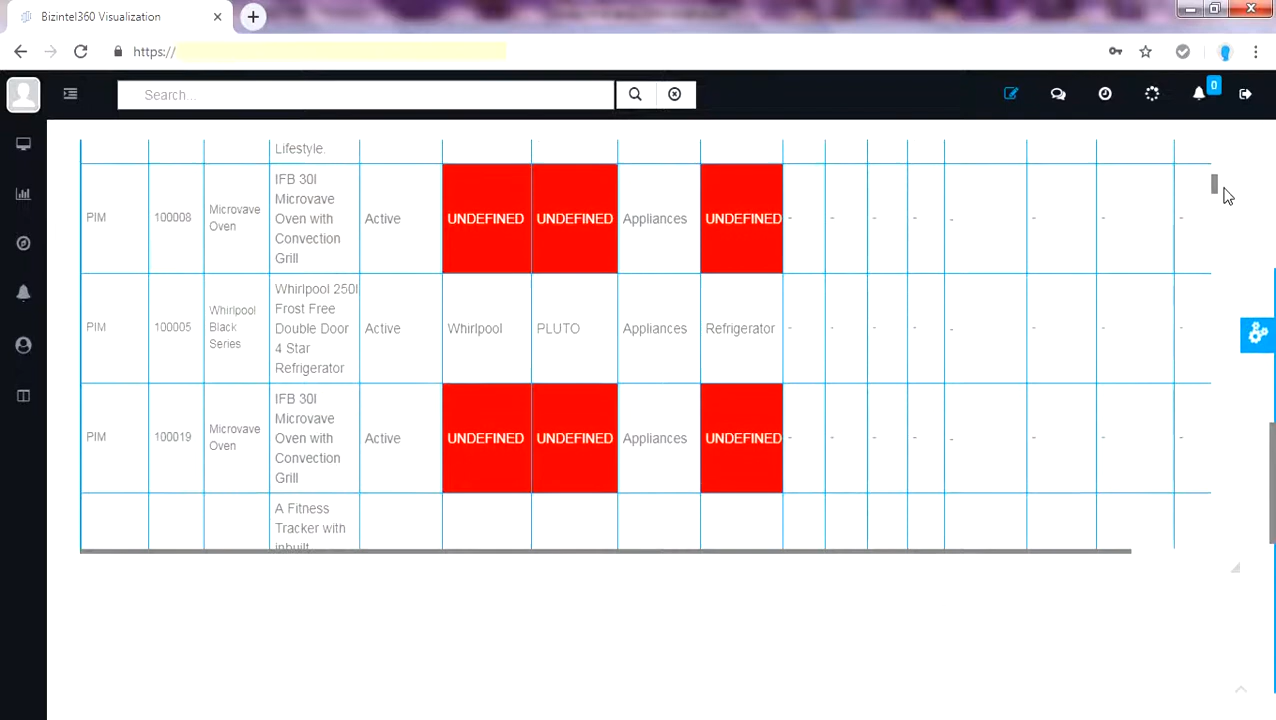 Bizintel360 Visualization
https://
Search...
0
Lifestyle.
PIM 100008 Microvave Oven IFB 30l Microvave Oven with Convection Grill Active UNDEFINED UNDEFINED Appliances UNDEFINED - - - - - - - -
PIM 100005 Whirlpool Black Series Whirlpool 250l Frost Free Double Door 4 Star Refrigerator Active Whirlpool PLUTO Appliances Refrigerator - - - - - - - -
PIM 100019 Microvave Oven IFB 30l Microvave Oven with Convection Grill Active UNDEFINED UNDEFINED Appliances UNDEFINED - - - - - - - -
A Fitness
Tracker with
inbuilt